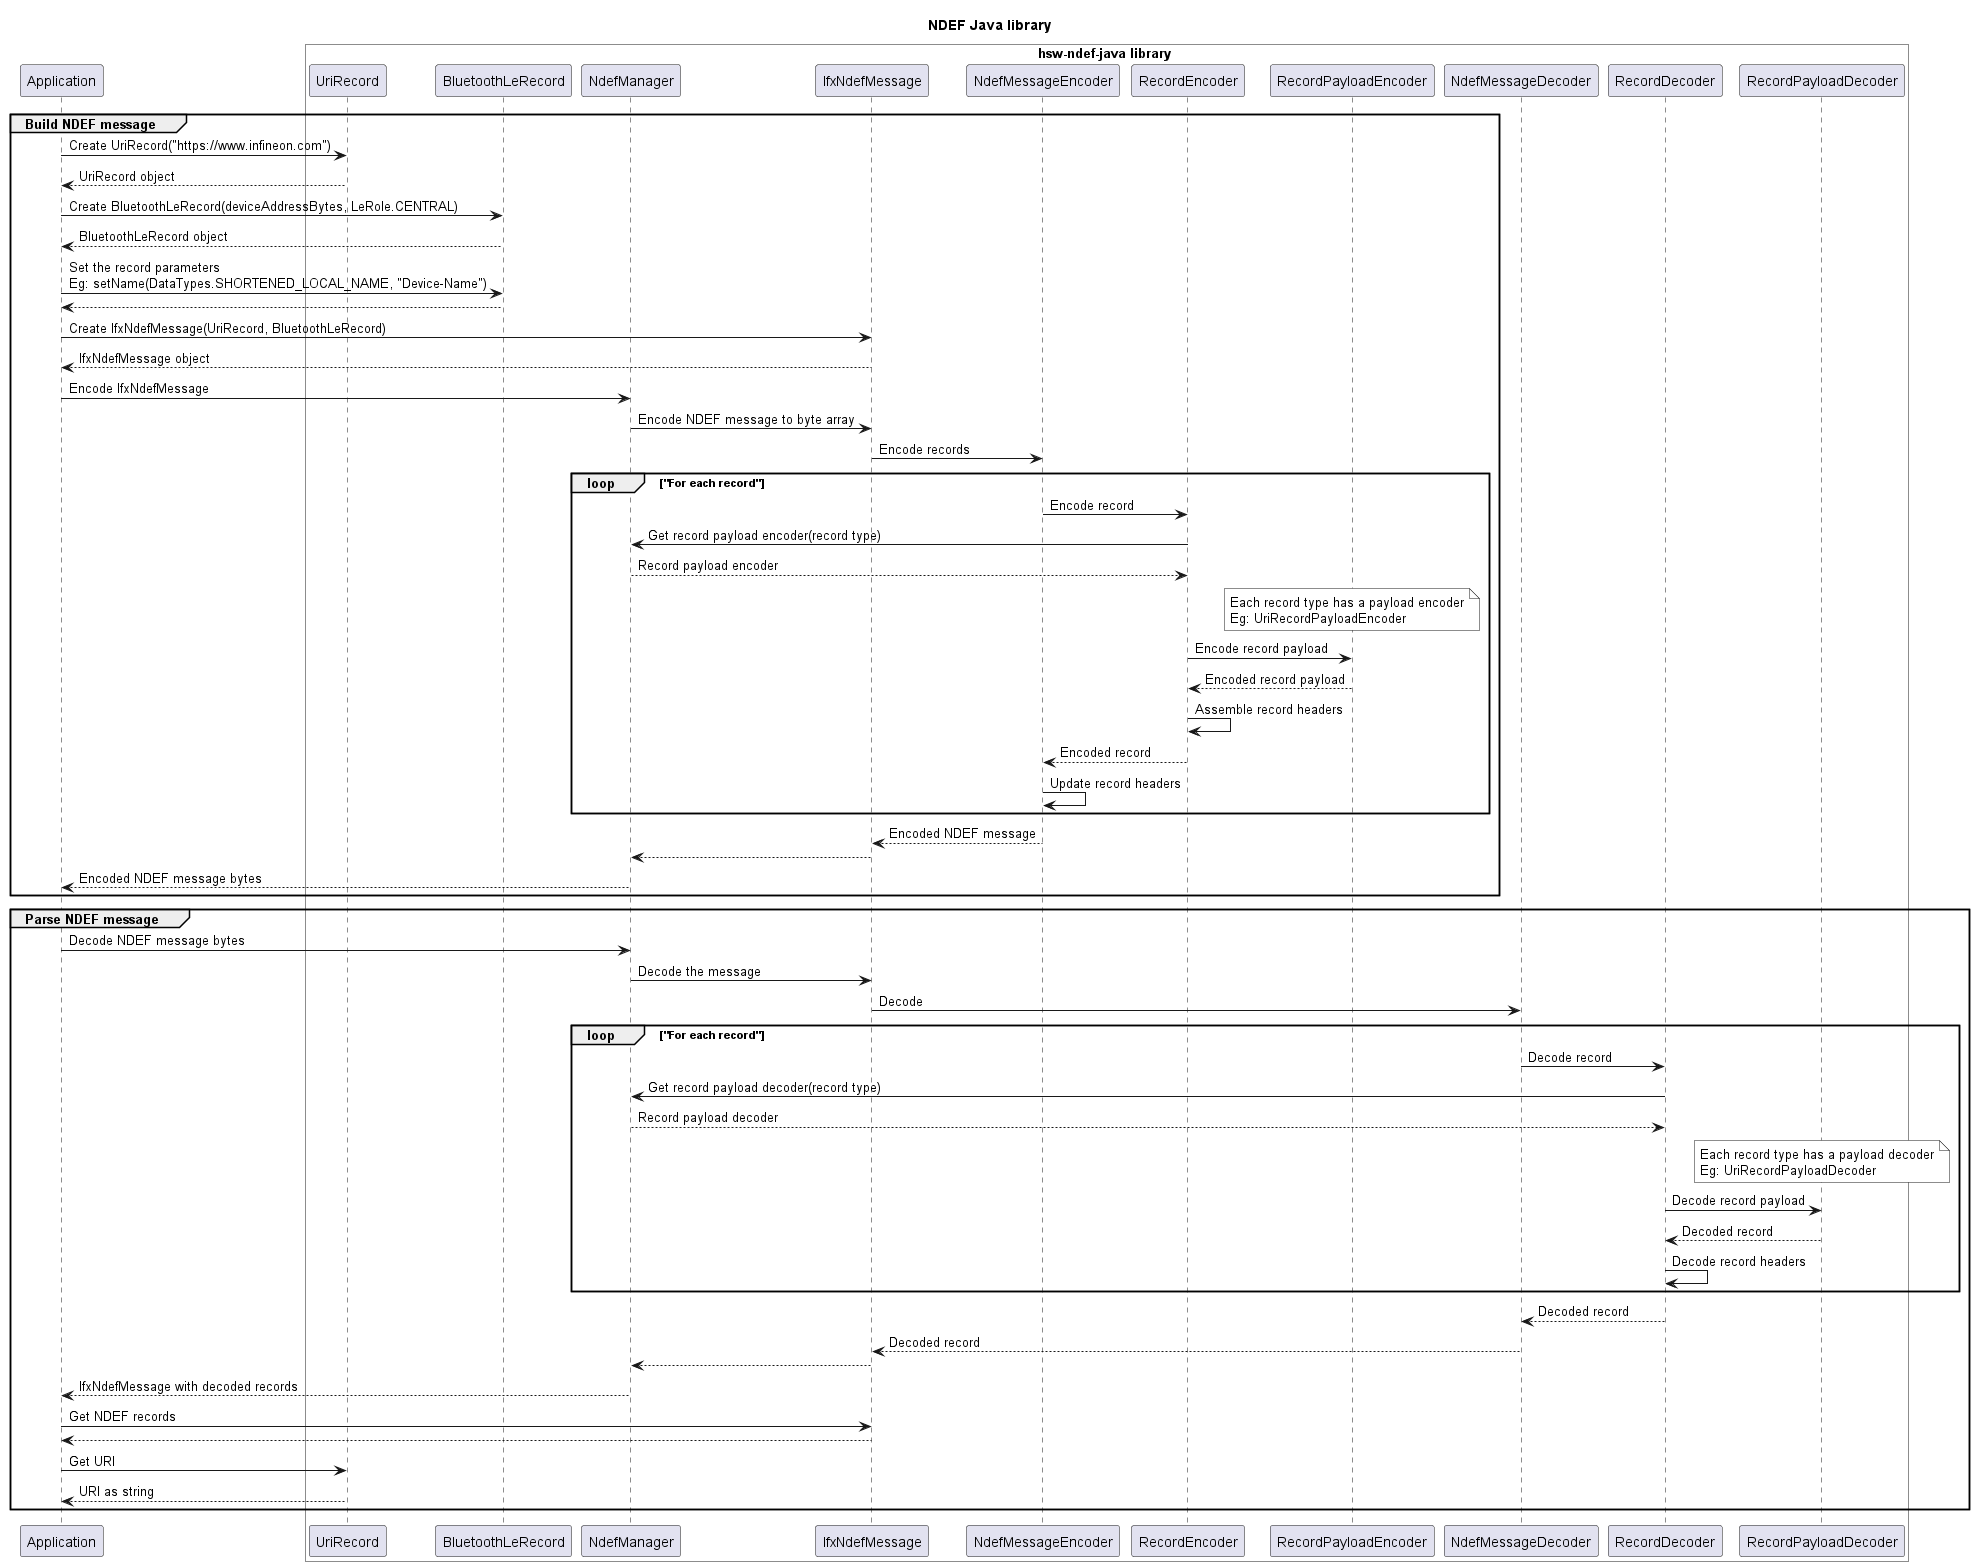 NDEF Java library
hsw-ndef-java library
Application
UriRecord
BluetoothLeRecord
NdefManager
IfxNdefMessage
NdefMessageEncoder
RecordEncoder
RecordPayloadEncoder
NdefMessageDecoder
RecordDecoder
RecordPayloadDecoder
Build NDEF message
Create UriRecord("https://www.infineon.com")
UriRecord object
Create BluetoothLeRecord(deviceAddressBytes, LeRole.CENTRAL)
BluetoothLeRecord object
Set the record parameters
Eg: setName(DataTypes.SHORTENED_LOCAL_NAME, "Device-Name")
Create IfxNdefMessage(UriRecord, BluetoothLeRecord)
IfxNdefMessage object
Encode IfxNdefMessage
Encode NDEF message to byte array
Encode records
loop ["For each record"]
Encode record
Get record payload encoder(record type)
Record payload encoder
Each record type has a payload encoder
Eg: UriRecordPayloadEncoder
Encode record payload
Encoded record payload
Assemble record headers
Encoded record
Update record headers
Encoded NDEF message
Encoded NDEF message bytes
Parse NDEF message
Decode NDEF message bytes
Decode the message
Decode
loop ["For each record"]
Decode record
Get record payload decoder(record type)
Record payload decoder
Each record type has a payload decoder
Eg: UriRecordPayloadDecoder
Decode record payload
Decoded record
Decode record headers
Decoded record
Decoded record
IfxNdefMessage with decoded records
Get NDEF records
Get URI
URI as string
Application
UriRecord
BluetoothLeRecord
NdefManager
IfxNdefMessage
NdefMessageEncoder
RecordEncoder
RecordPayloadEncoder
NdefMessageDecoder
RecordDecoder
RecordPayloadDecoder